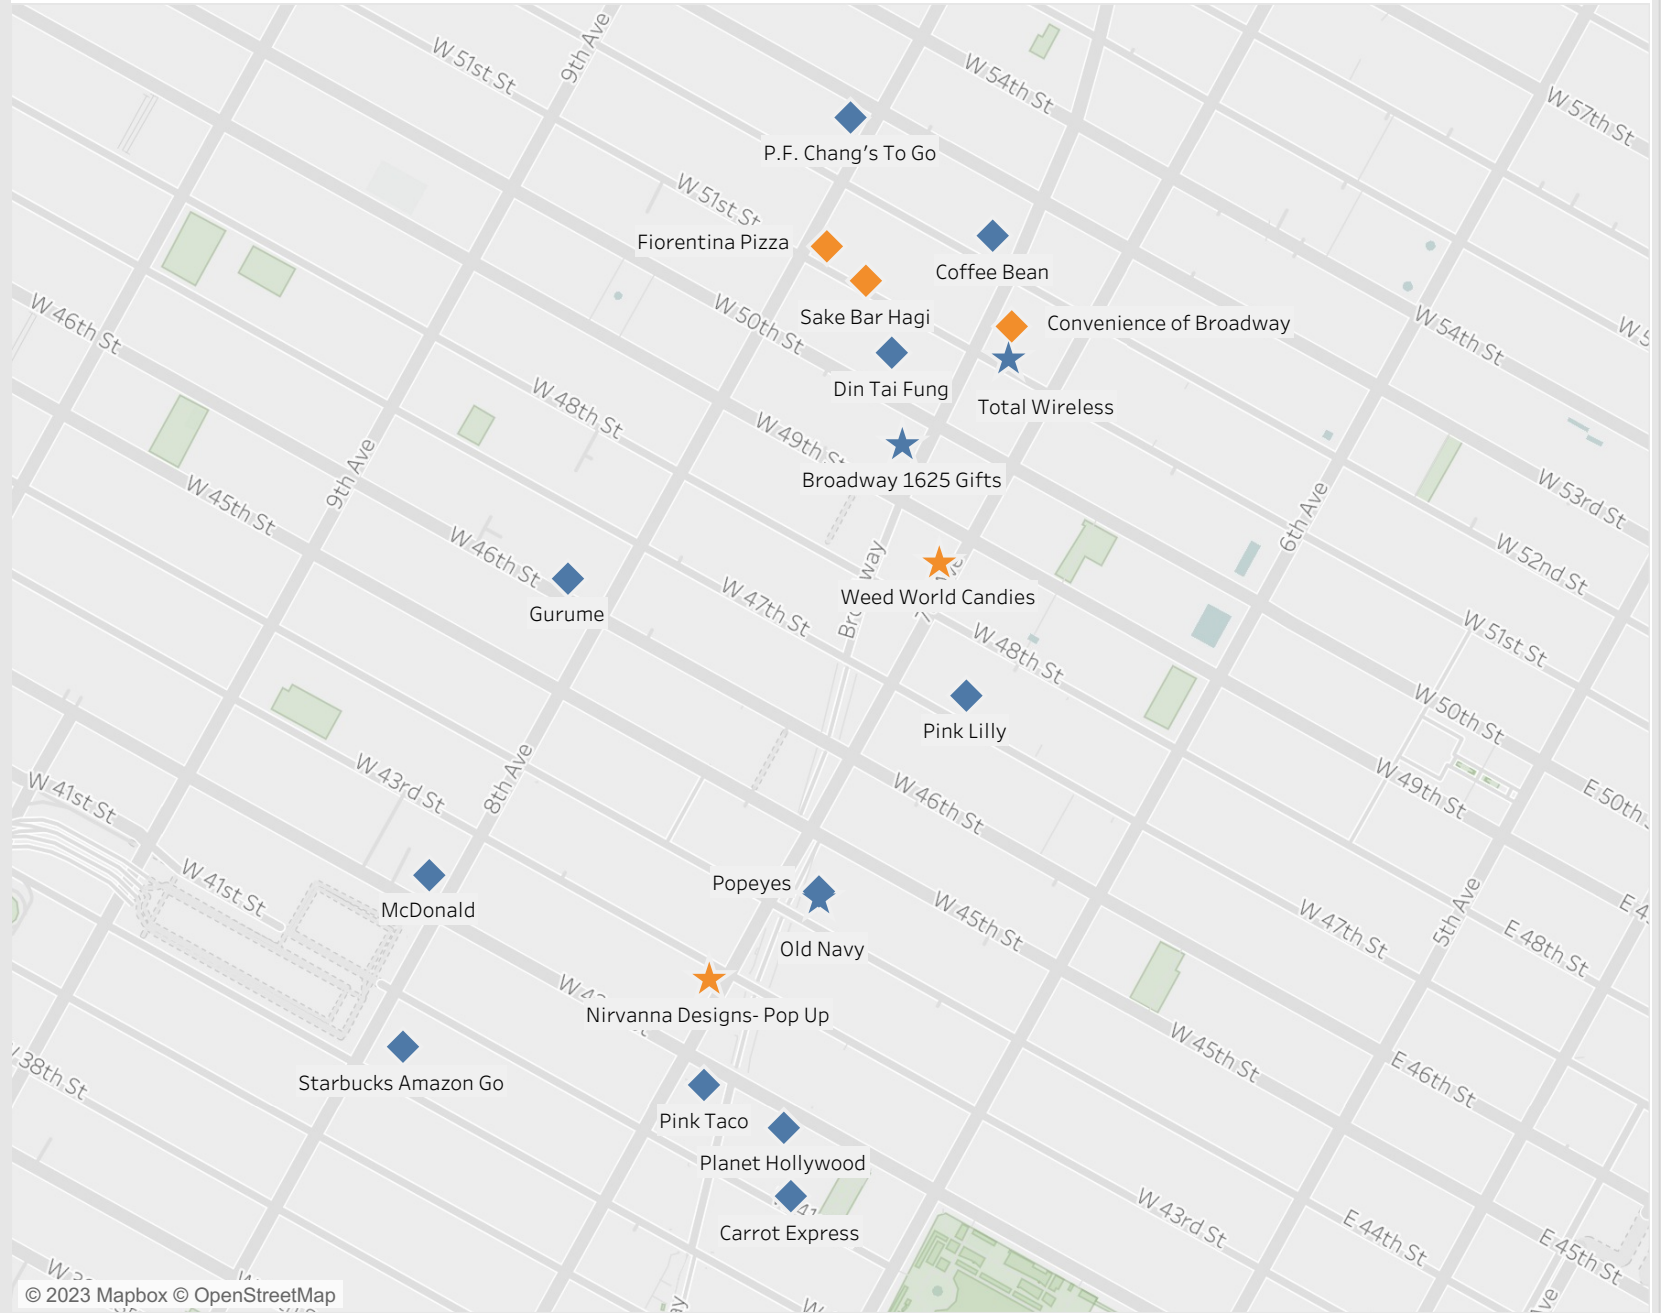 9th Ave
W 51st St
W 54th St
W 57th St
P.F. Chang's To Go
W 51st St
Fiorentina Pizza
Coffee Bean
Sake Bar Hagi
Convenience of Broadway
W 46th St
W 50th St
W 54th St
Din Tai Fung
Total Wireless
W 48th St
W 49th St
9th Ave
Broadway 1625 Gifts
W 45th St
W 53rd St
6th Ave
W 46th St
W 52nd St
Gurume
W 47th St
Weed World Candies
W 48th St
W 51st St
Pink Lilly
W 50th St
8th Ave
W 43rd St
W 41st St
W 46th St
W 49th St
E 50th
W 41st St
McDonald
Popeyes
Old Navy
W 45th St
W 47th St
5th Ave
E 48th St
Nirvanna Designs- Pop Up
Starbucks Amazon Go
38th St
W 45th St
E 46th St
Pink Taco
Planet Hollywood
Carrot Express
W 43rd St
E 44th St
E 45th St
© 2023 Mapbox © OpenStreetMap